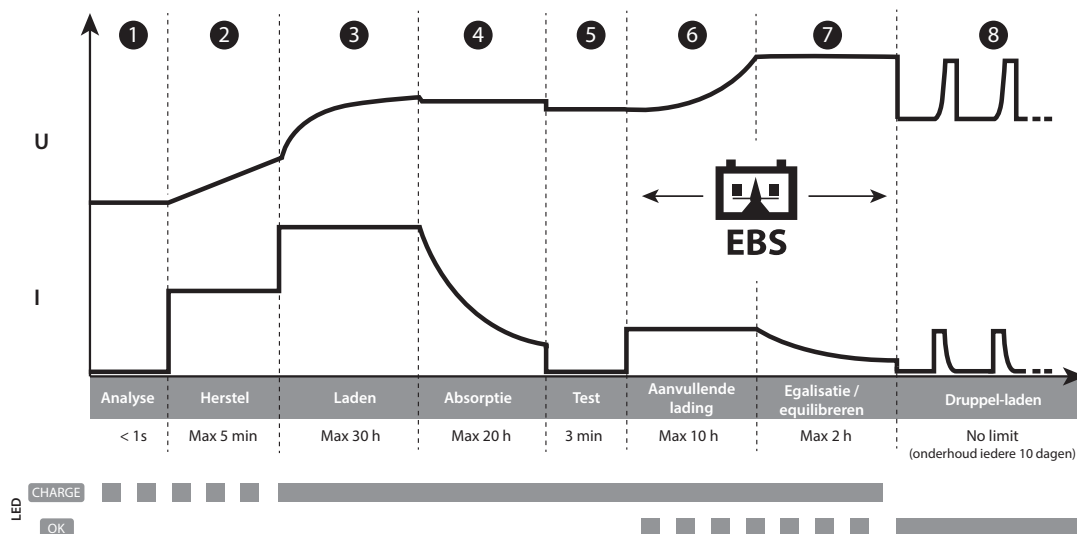 1 2 3 4 5 6 7 8
U
EBS
I
Analyse Herstel Laden Absorptie Test Aanvullende lading Egalisatie / equilibreren Druppel-laden
< 1s Max 5 min Max 30 h Max 20 h 3 min Max 10 h Max 2 h No limit
(onderhoud iedere 10 dagen)
LED
CHARGE
OK